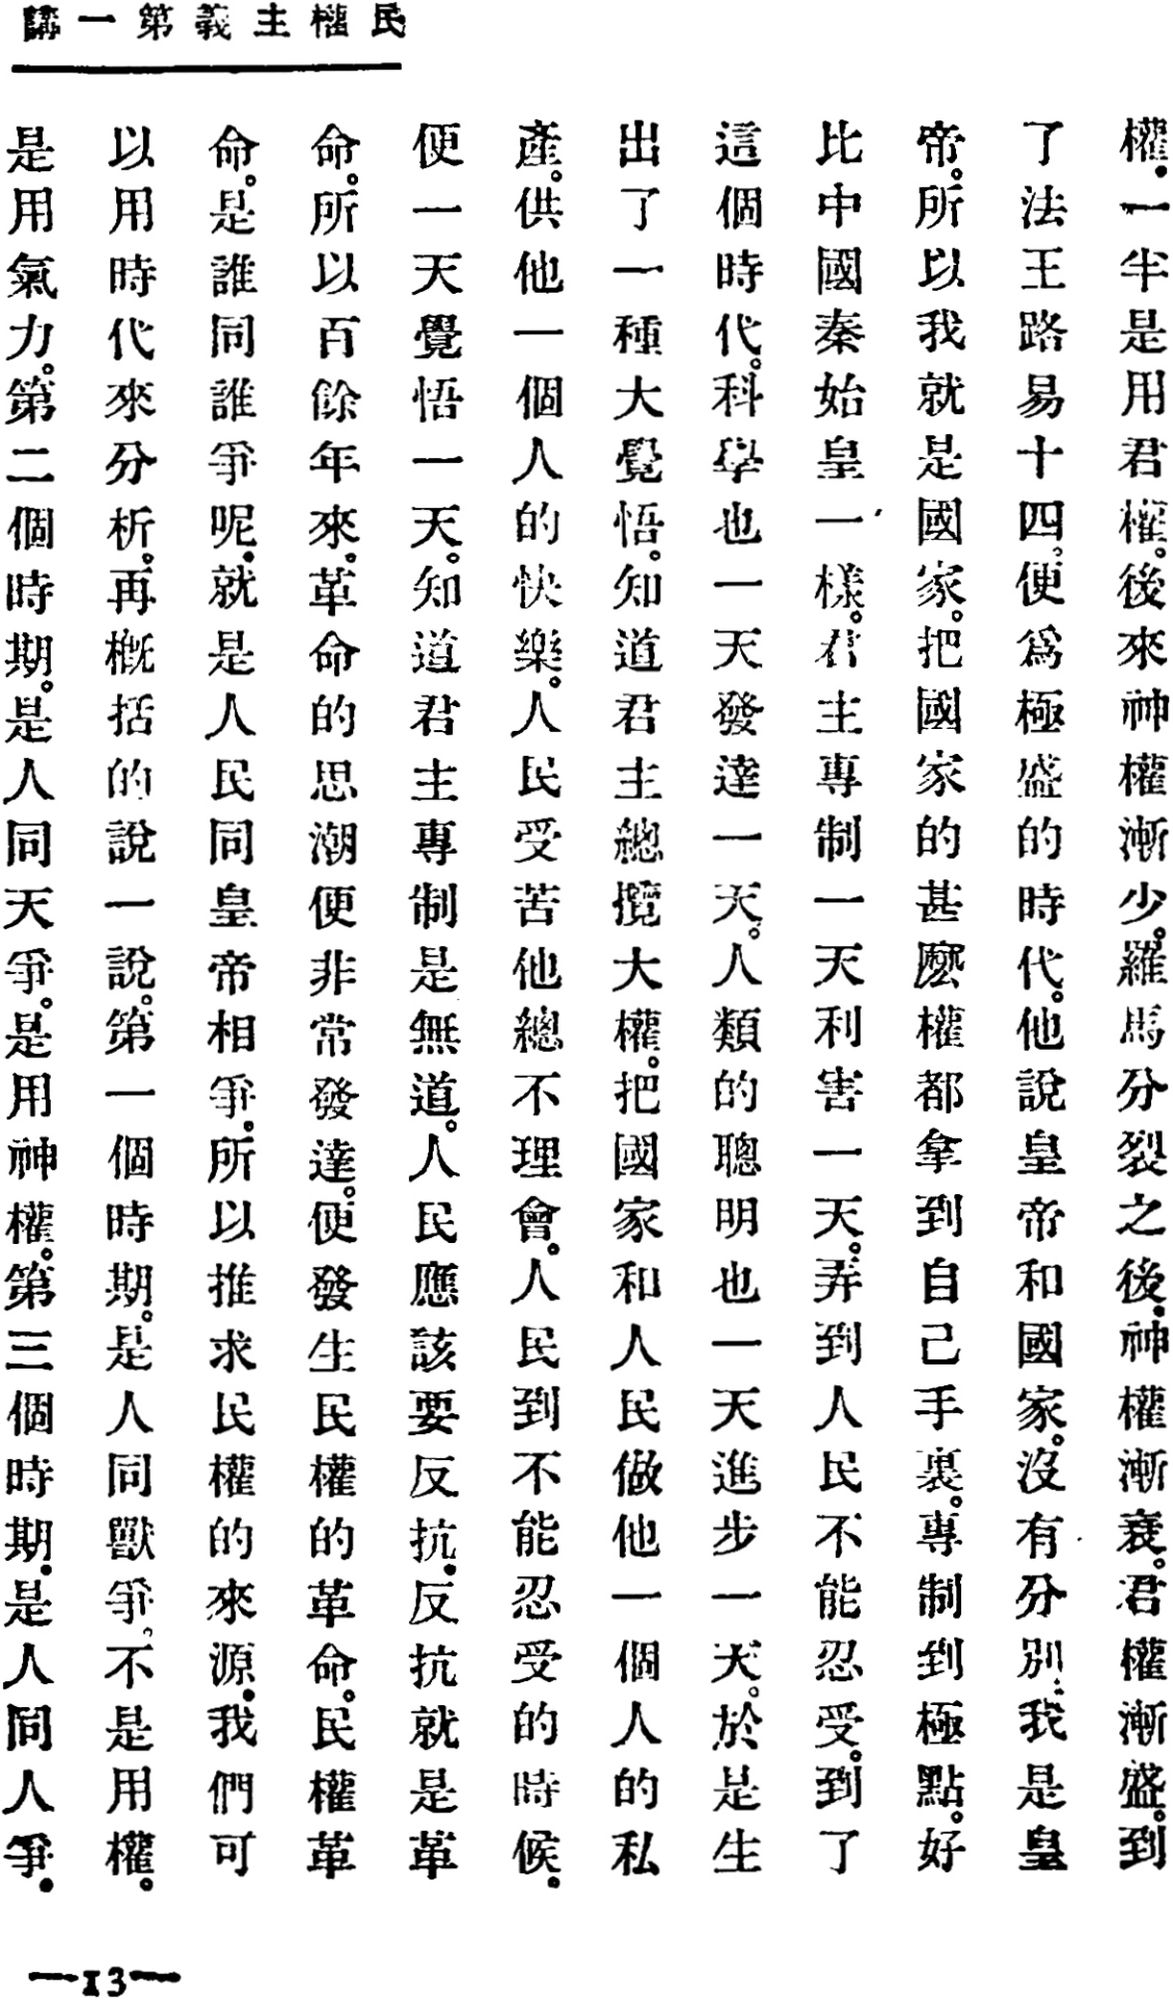 民權主義第一講
權。一半是用君權。後來神權漸少。羅馬分裂之後。神權漸衰。君權漸盛。到
了法王路易十四。便爲極盛的時代。他說皇帝和國家。沒有分別。我是皇
帝。所以我就是國家。把國家的甚麼權都拿到自己手裏。專制到極點。好
比中國秦始皇一樣。君主專制一天利害一天。弄到人民不能忍受。到了
這個時代。科學也一天發達一天。人類的聰明也一天進步一天。於是生
出了一種大覺悟。知道君主總攬大權。把國家和人民做他一個人的私
產。供他一個人的快樂。人民受苦他總不理會。人民到不能忍受的時候。
便一天覺悟一天。知道君主專制是無道。人民應該要反抗。反抗就是革
命。所以百餘年來。革命的思潮便非常發達。便發生民權的革命。民權革
命。是誰同誰爭呢。就是人民同皇帝相爭。所以推求民權的來源。我們可
以用時代來分析。再概括的說一說。第一個時期。是人同獸爭。不是用權。
是用氣力。第二個時期。是人同天爭。是用神權。第三個時期。是人同人爭。
—13—